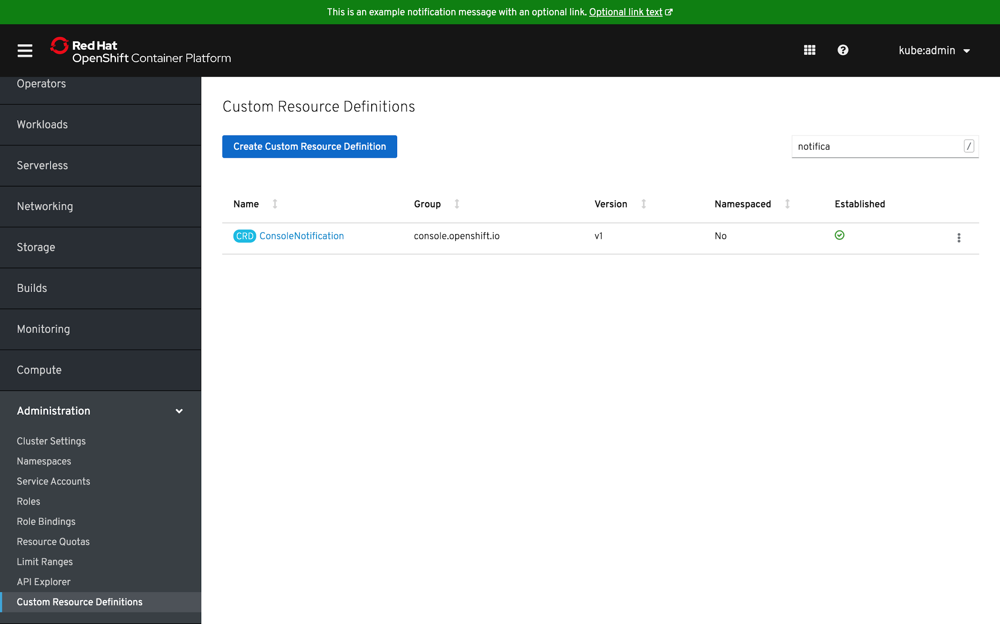 This is an example notification message with an optional link. Optional link text
Red Hat
OpenShift Container Platform
kube:admin
Operators
Workloads
Serverless
Networking
Storage
Builds
Monitoring
Compute
Administration
Cluster Settings
Namespaces
Service Accounts
Roles
Role Bindings
Resource Quotas
Limit Ranges
API Explorer
Custom Resource Definitions
Custom Resource Definitions
Create Custom Resource Definition
notifica /
Name Group Version Namespaced Established
CRD ConsoleNotification console.openshift.io v1 No